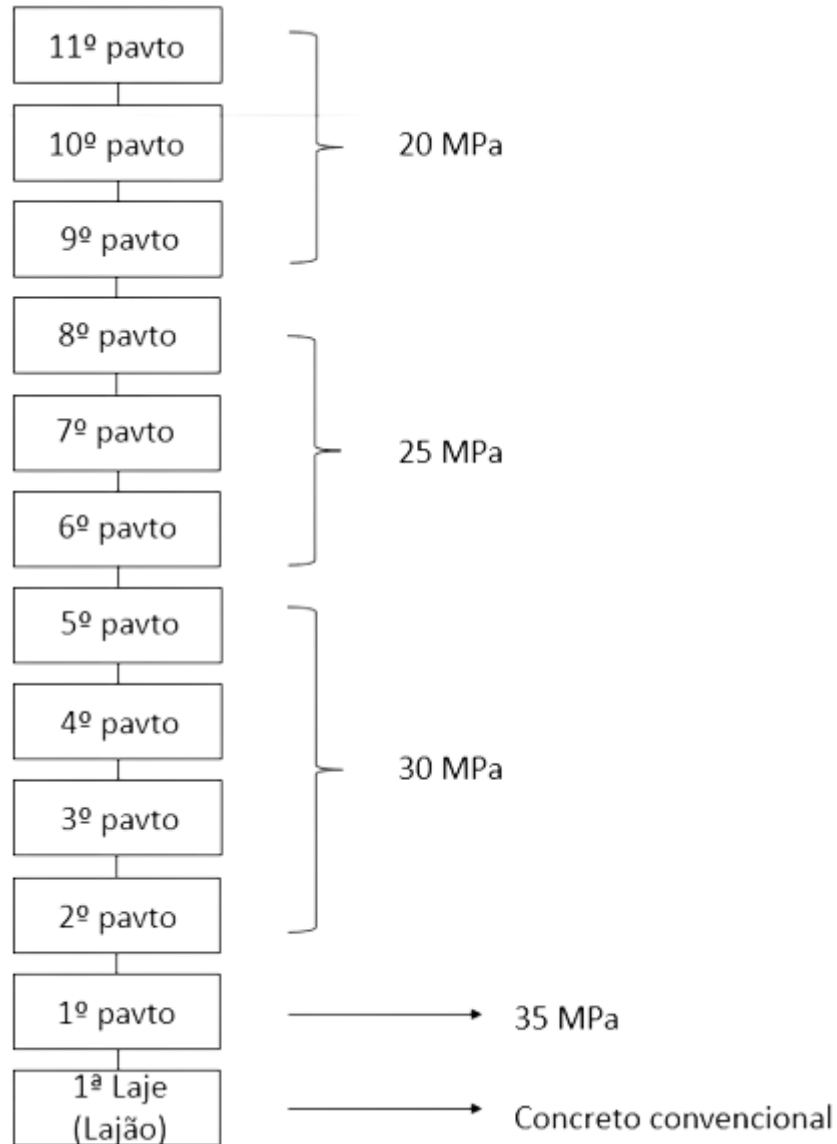 11º pavto
10º pavto
20 MPa
9º pavto
8º pavto
7º pavto
25 MPa
6º pavto
5º pavto
4º pavto
30 MPa
3º pavto
2º pavto
1º pavto
35 MPa
1ª Laje
(Lajão)
Concreto convencional